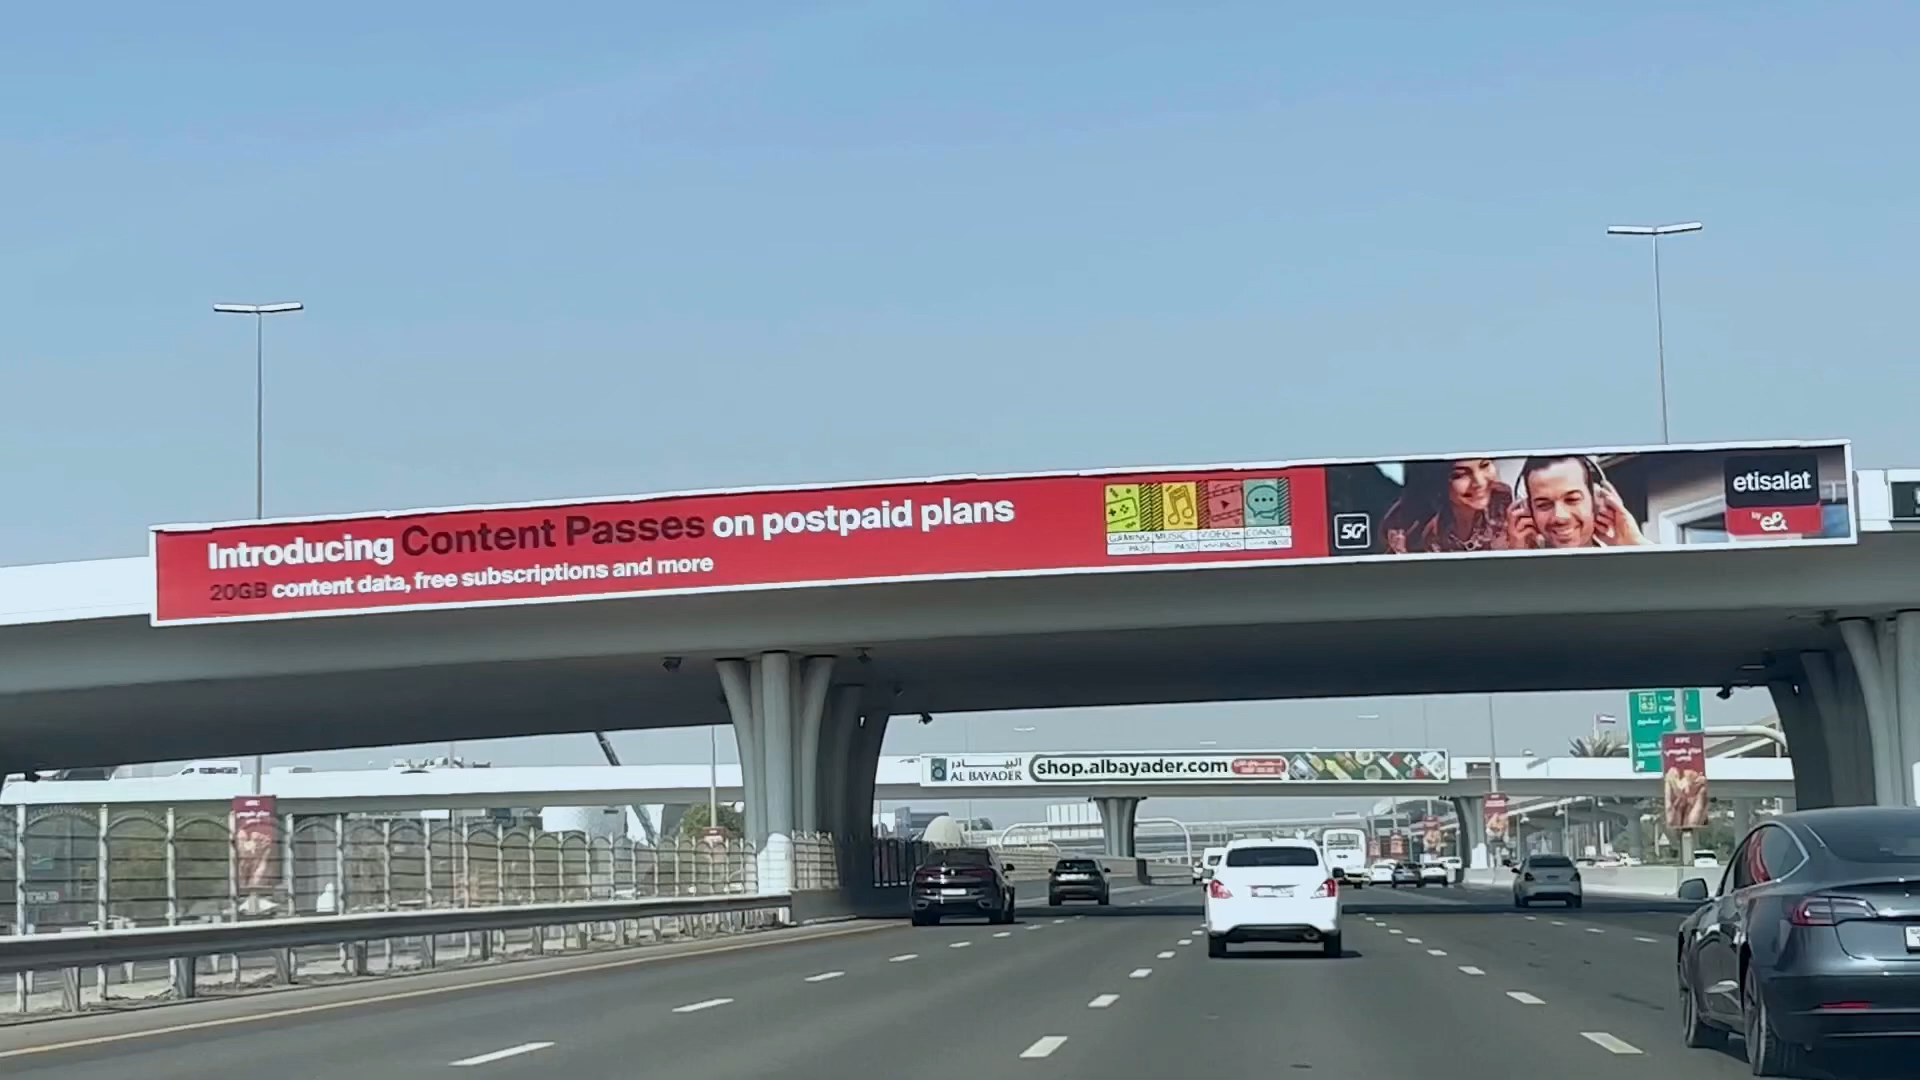 Introducing Content Passes on postpaid plans
20GB content data, free subscriptions and more
GAMING PASS
MUSIC PASS
VIDEO PASS
CONNECT PASS
5G
etisalat
by e&
البيادر
AL BAYADER
shop.albayader.com